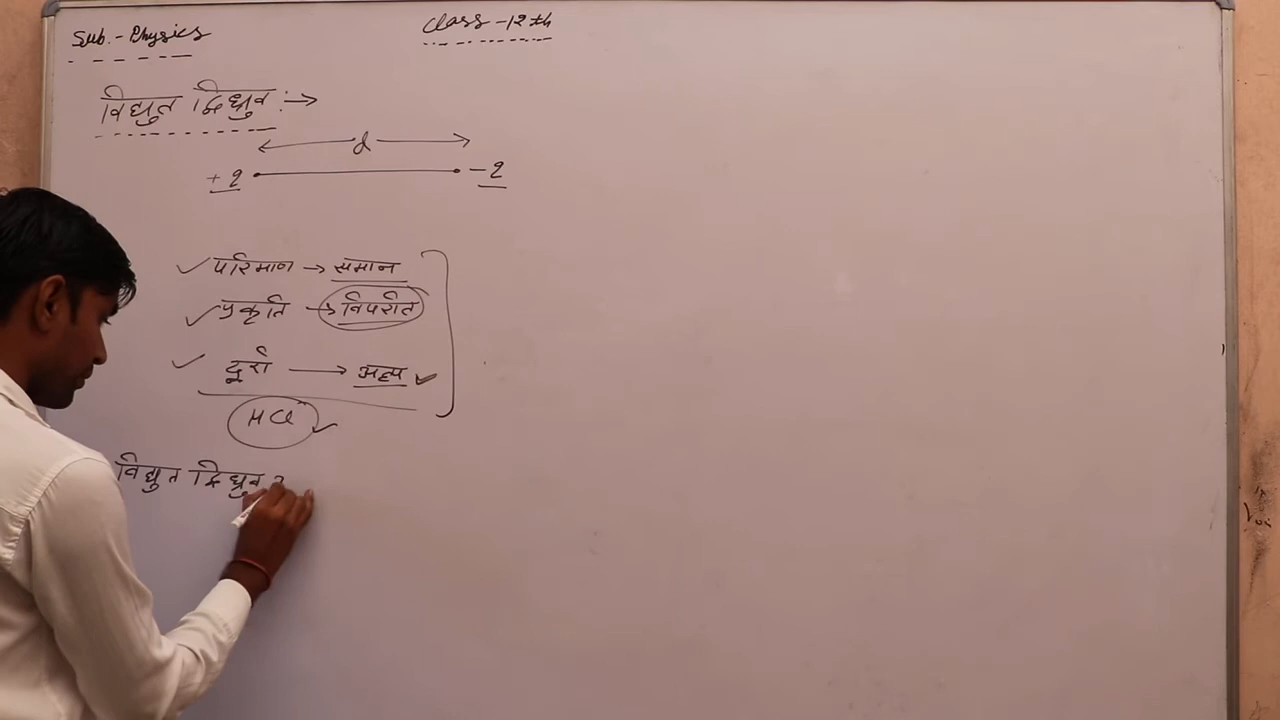 Sub.- Physics
Class -12th
विद्युत द्विध्रुव :→
d
+q -q
परिमाण → समान
प्रकृति → विपरीत
दूरी → अल्प
HCl
विद्युत द्विध्रुव